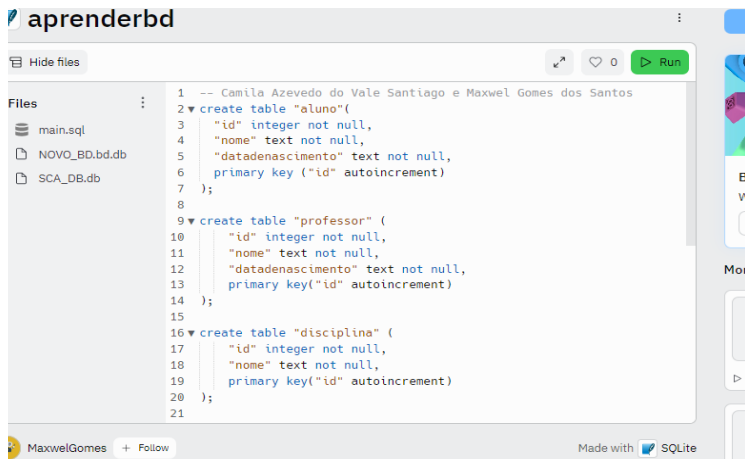 aprenderbd
Hide files
0
Run
Files
main.sql
NOVO_BD.bd.db
SCA_DB.db
1 -- Camila Azevedo do Vale Santiago e Maxwel Gomes dos Santos
2 create table "aluno"(
3 "id" integer not null,
4 "nome" text not null,
5 "datadenascimento" text not null,
6 primary key ("id" autoincrement)
7 );
8
9 create table "professor" (
10 "id" integer not null,
11 "nome" text not null,
12 "datadenascimento" text not null,
13 primary key("id" autoincrement)
14 );
15
16 create table "disciplina" (
17 "id" integer not null,
18 "nome" text not null,
19 primary key("id" autoincrement)
20 );
21
MaxwelGomes
+ Follow
Made with SQLite